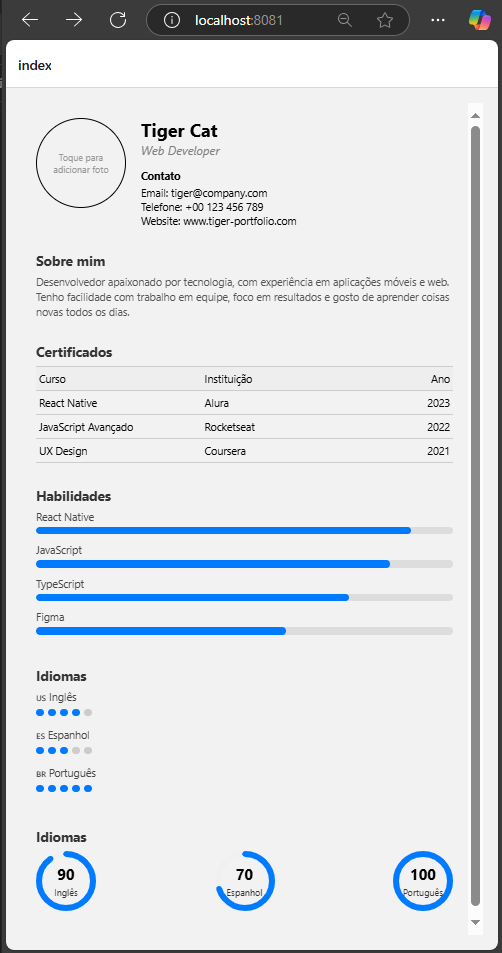 localhost:8081
index
Toque para
adicionar foto
Tiger Cat
Web Developer
Contato
Email: tiger@company.com
Telefone: +00 123 456 789
Website: www.tiger-portfolio.com
Sobre mim
Desenvolvedor apaixonado por tecnologia, com experiência em aplicações móveis e web.
Tenho facilidade com trabalho em equipe, foco em resultados e gosto de aprender coisas
novas todos os dias.
Certificados
Curso Instituição Ano
React Native Alura 2023
JavaScript Avançado Rocketseat 2022
UX Design Coursera 2021
Habilidades
React Native
JavaScript
TypeScript
Figma
Idiomas
US Inglês
ES Espanhol
BR Português
Idiomas
90 70 100
Inglês Espanhol Português